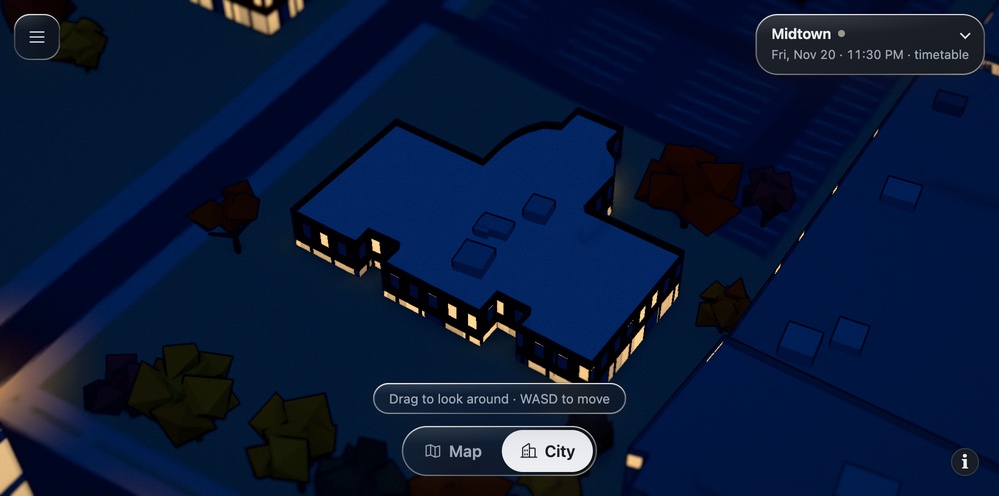 Midtown
Fri, Nov 20 · 11:30 PM · timetable
Drag to look around · WASD to move
Map
City